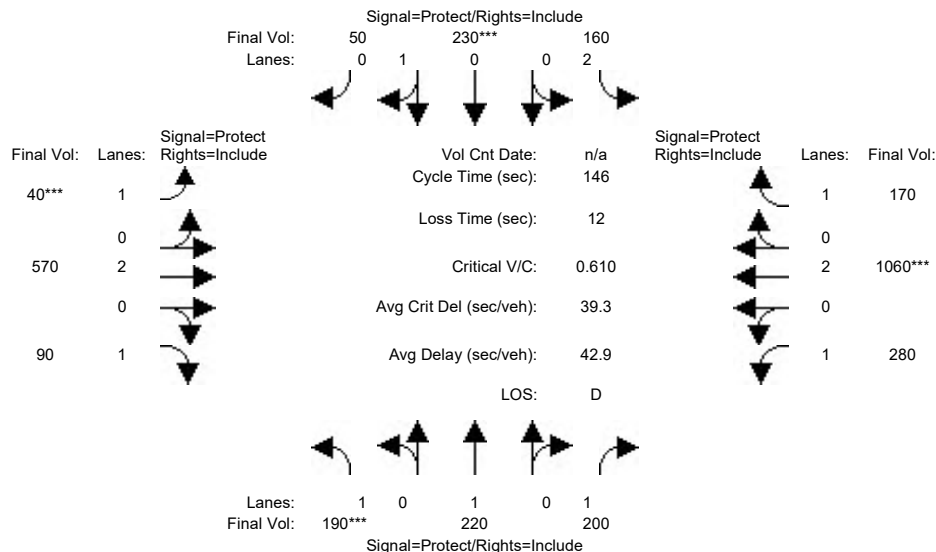 Signal=Protect/Rights=Include
Final Vol: 50 230*** 160
Lanes: 0 1 0 0 2
Signal=Protect
Final Vol: Lanes: Rights=Include
Vol Cnt Date: n/a
Signal=Protect
Rights=Include Lanes: Final Vol:
Cycle Time (sec): 146
40*** 1
1 170
Loss Time (sec): 12
0
0
570 2
Critical V/C: 0.610
2 1060***
0
Avg Crit Del (sec/veh): 39.3
0
90 1
Avg Delay (sec/veh): 42.9
1 280
LOS: D
Lanes: 1 0 1 0 1
Final Vol: 190*** 220 200
Signal=Protect/Rights=Include